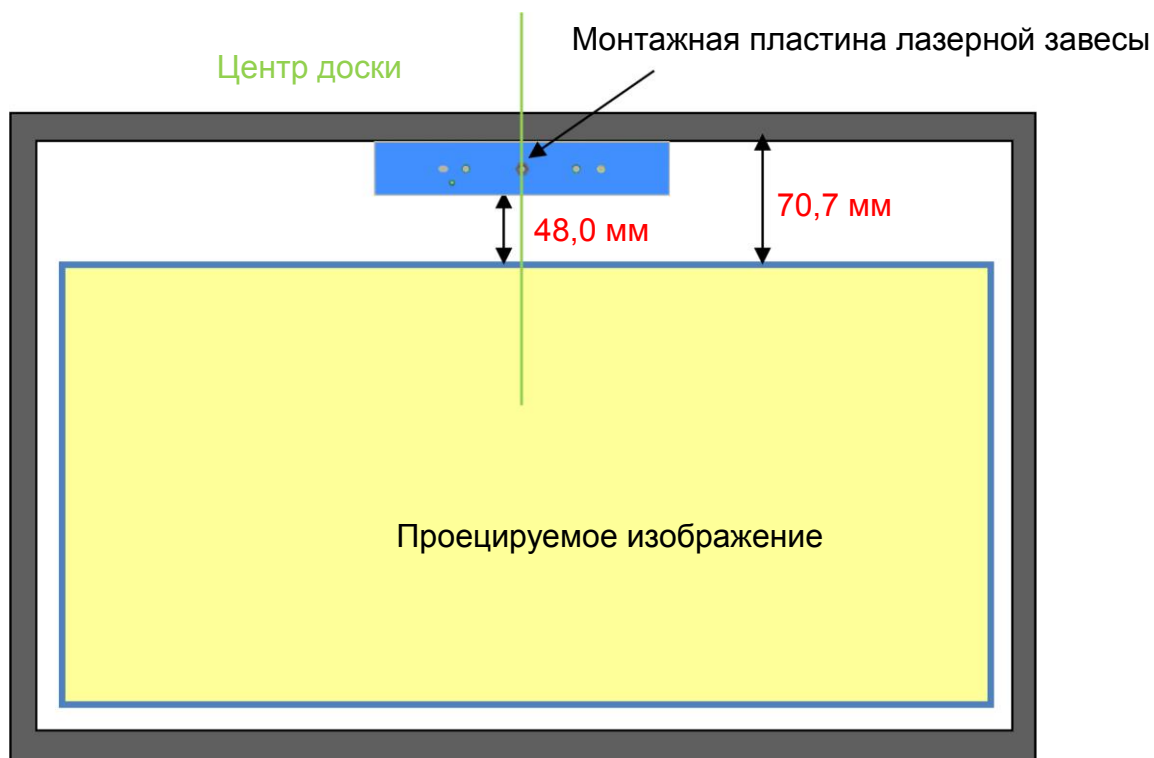 Монтажная пластина лазерной завесы
Центр доски
70,7 мм
48,0 мм
Проецируемое изображение